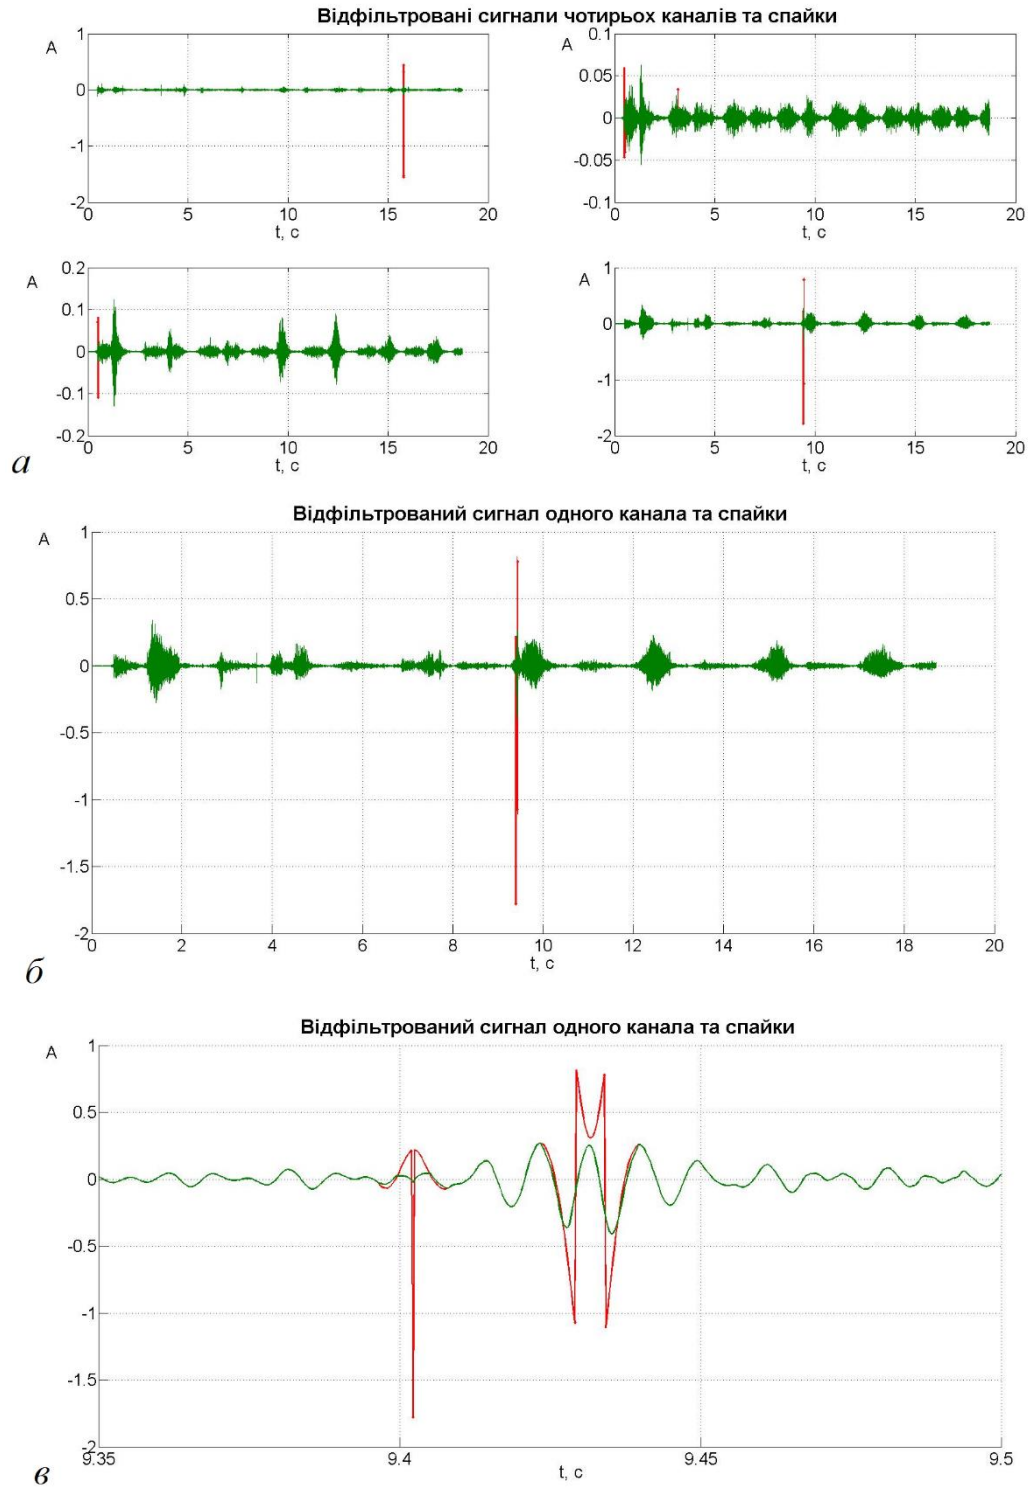 Відфільтровані сигнали чотирьох каналів та спайки
A
1
0
-1
-2
0 5 10 15 20
t, c
A
0.1
0.05
0
-0.05
-0.1
0 5 10 15 20
t, c
A
0.2
0.1
0
-0.1
-0.2
0 5 10 15 20
t, c
A
1
0
-1
-2
0 5 10 15 20
t, c
а
Відфільтрований сигнал одного канала та спайки
A
1
0.5
0
-0.5
-1
-1.5
-2
0 2 4 6 8 10 12 14 16 18 20
t, c
б
Відфільтрований сигнал одного канала та спайки
A
1
0.5
0
-0.5
-1
-1.5
-2
9.35 9.4 9.45 9.5
t, c
в